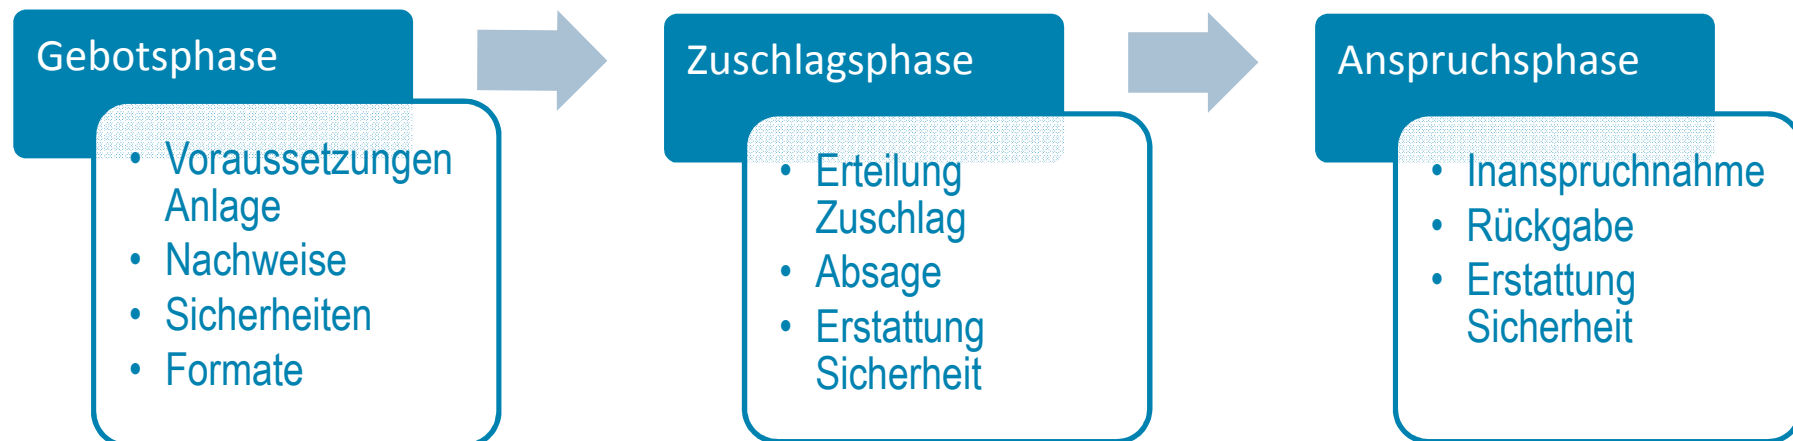 Gebotsphase
• Voraussetzungen
Anlage
• Nachweise
• Sicherheiten
• Formate
Zuschlagsphase
• Erteilung
Zuschlag
• Absage
• Erstattung
Sicherheit
Anspruchsphase
• Inanspruchnahme
• Rückgabe
• Erstattung
Sicherheit